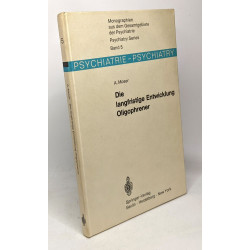 Monographien
aus dem Gesamtgebiete
der Psychiatrie
Psychiatry Series
Band 5
PSYCHIATRIE - PSYCHIATRY
A. Moser
Die
langfristige Entwicklung
Oligophrener
Springer-Verlag
Berlin · Heidelberg · New York